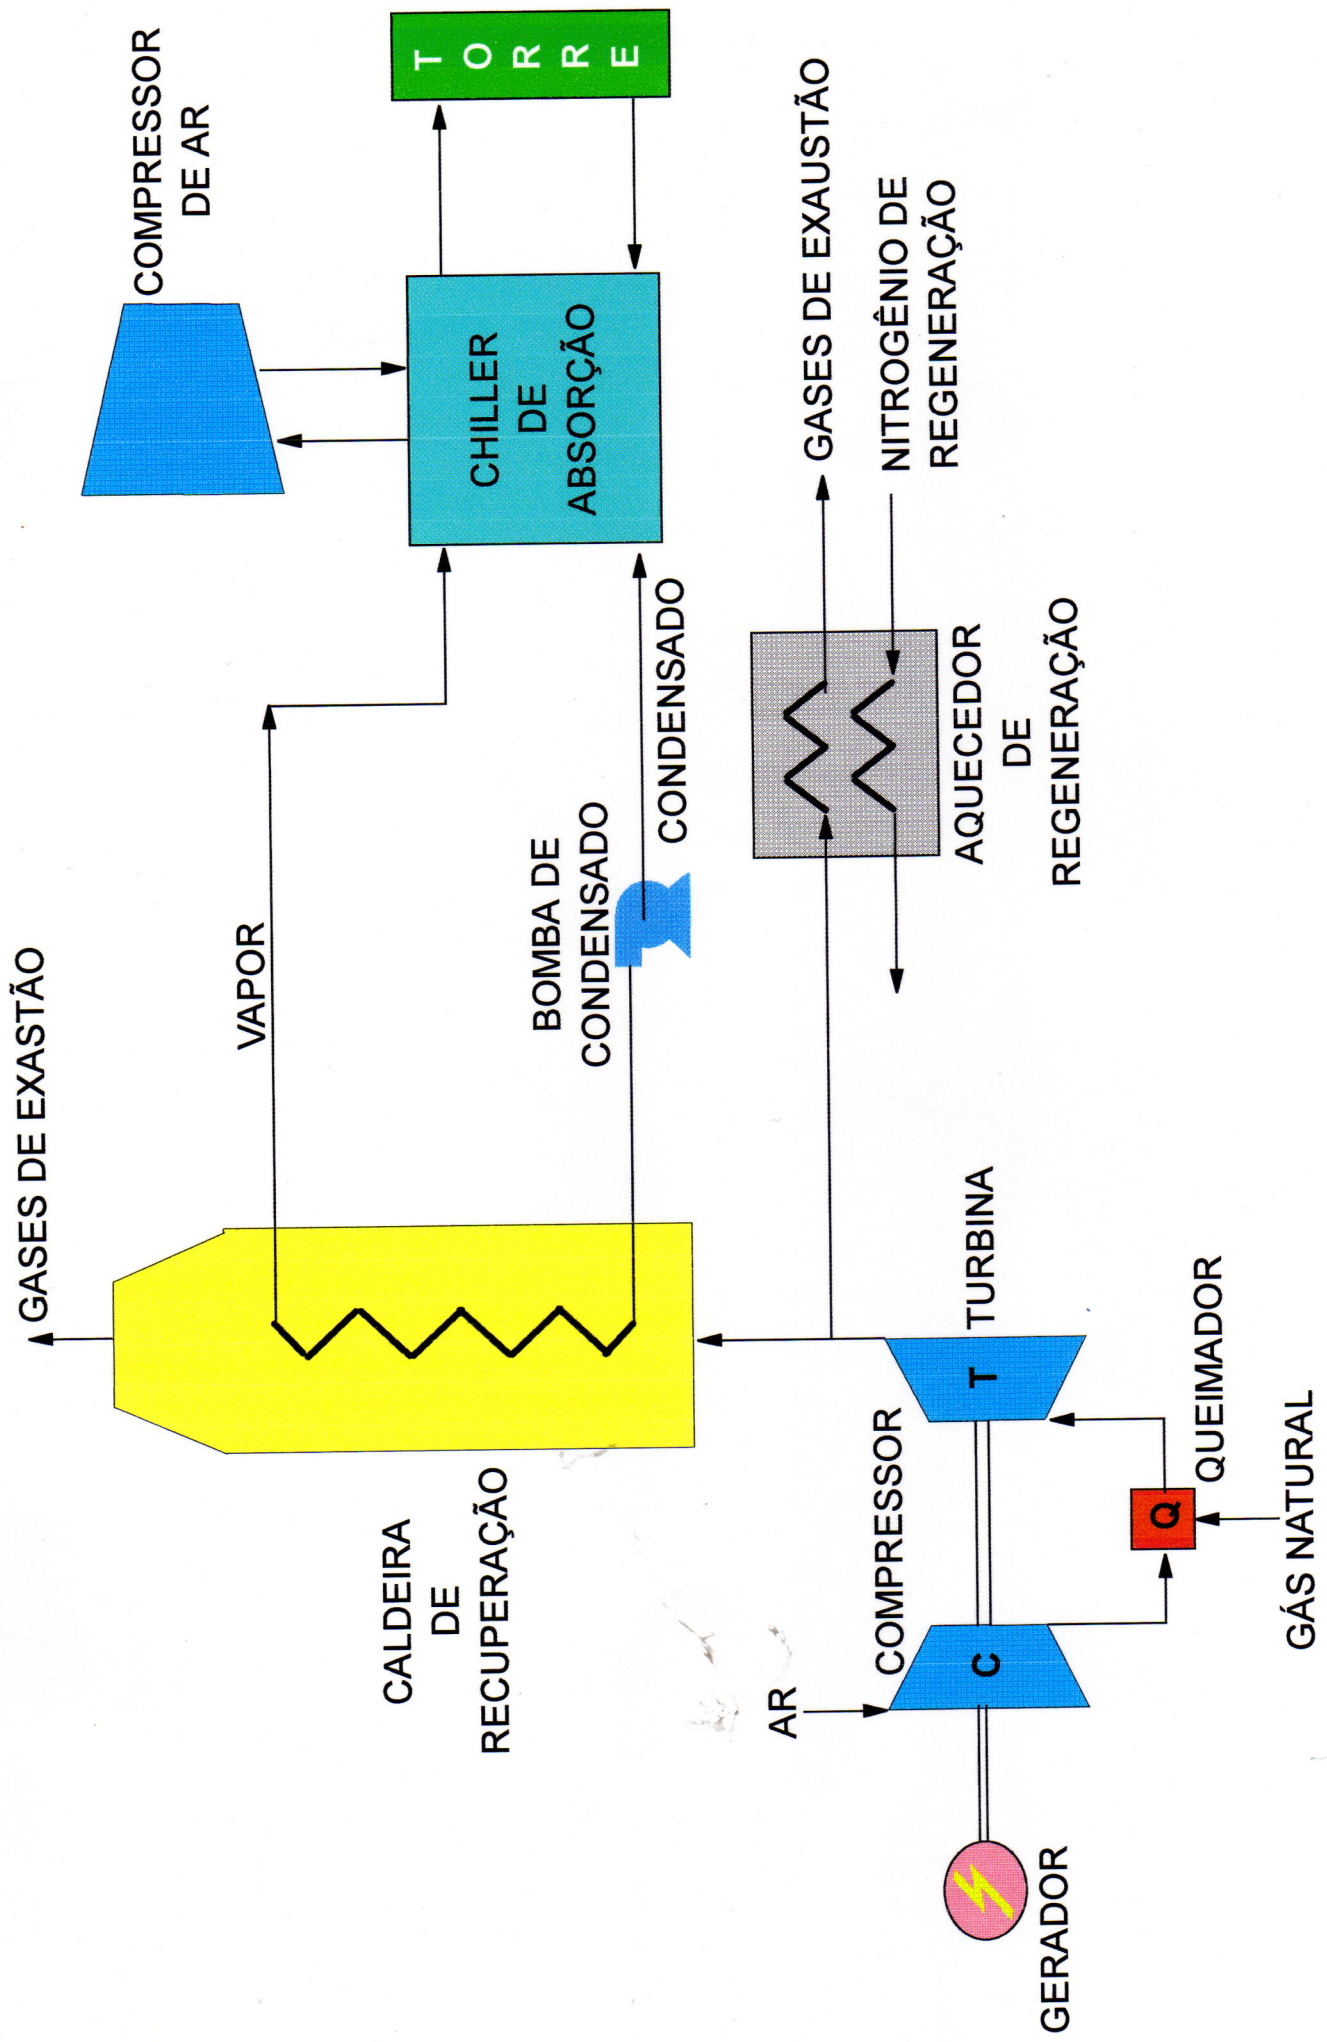 GASES DE EXASTÃO
COMPRESSOR
DE AR
VAPOR
TORRE
CHILLER
DE
ABSORÇÃO
CALDEIRA
DE
RECUPERAÇÃO
BOMBA DE
CONDENSADO
CONDENSADO
AR
COMPRESSOR
GASES DE EXAUSTÃO
NITROGÊNIO DE
REGENERAÇÃO
AQUECEDOR
DE
REGENERAÇÃO
C
T
TURBINA
GERADOR
Q
QUEIMADOR
GÁS NATURAL